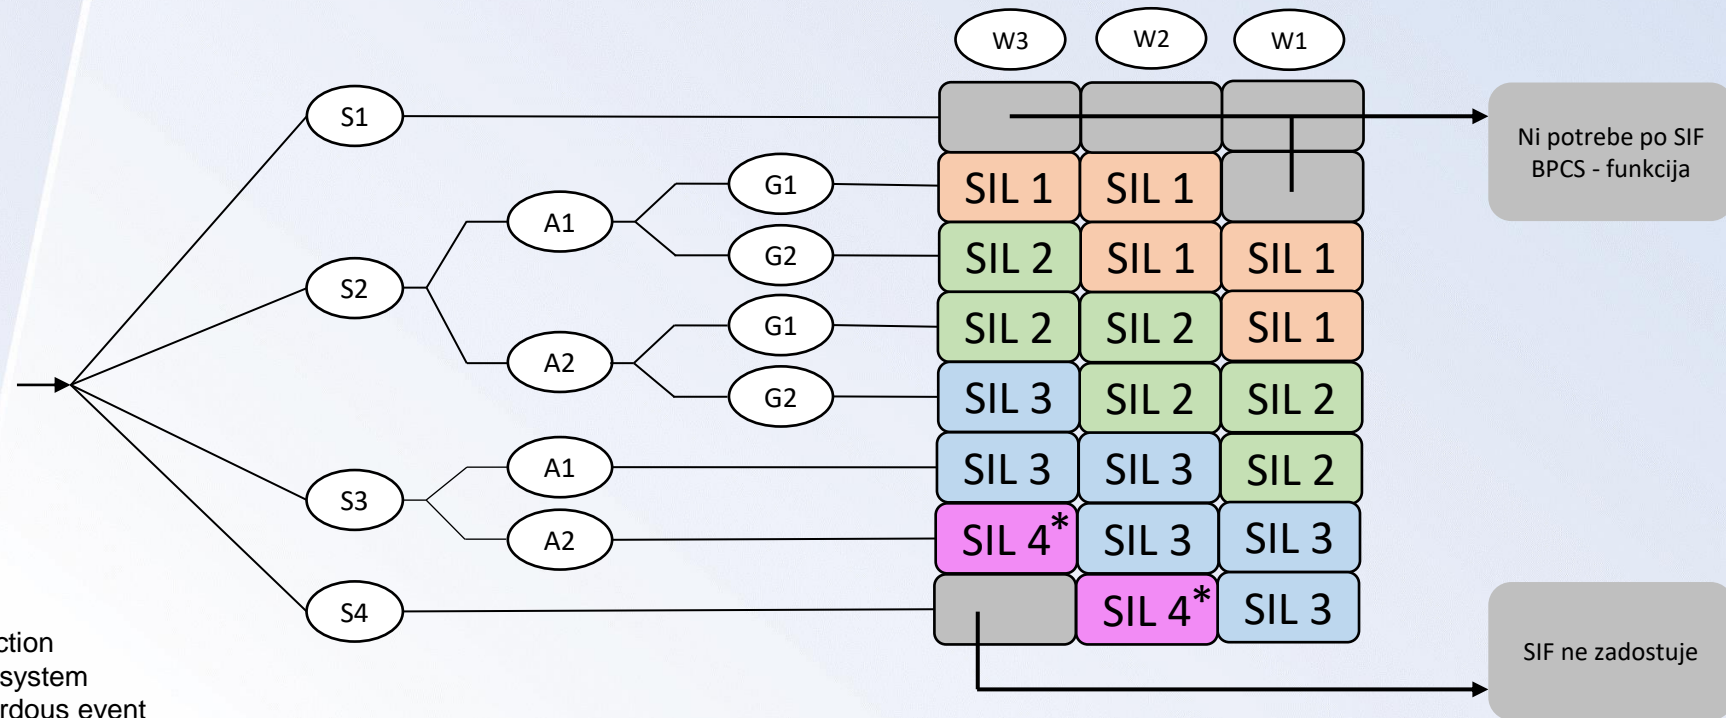 W3 W2 W1
S1
Ni potrebe po SIF
BPCS - funkcija
G1 SIL 1 SIL 1
A1
G2 SIL 2 SIL 1 SIL 1
S2
G1 SIL 2 SIL 2 SIL 1
A2
G2 SIL 3 SIL 2 SIL 2
A1 SIL 3 SIL 3 SIL 2
S3
A2 SIL 4* SIL 3 SIL 3
S4 SIL 4* SIL 3
SIF ne zadostuje
system
event